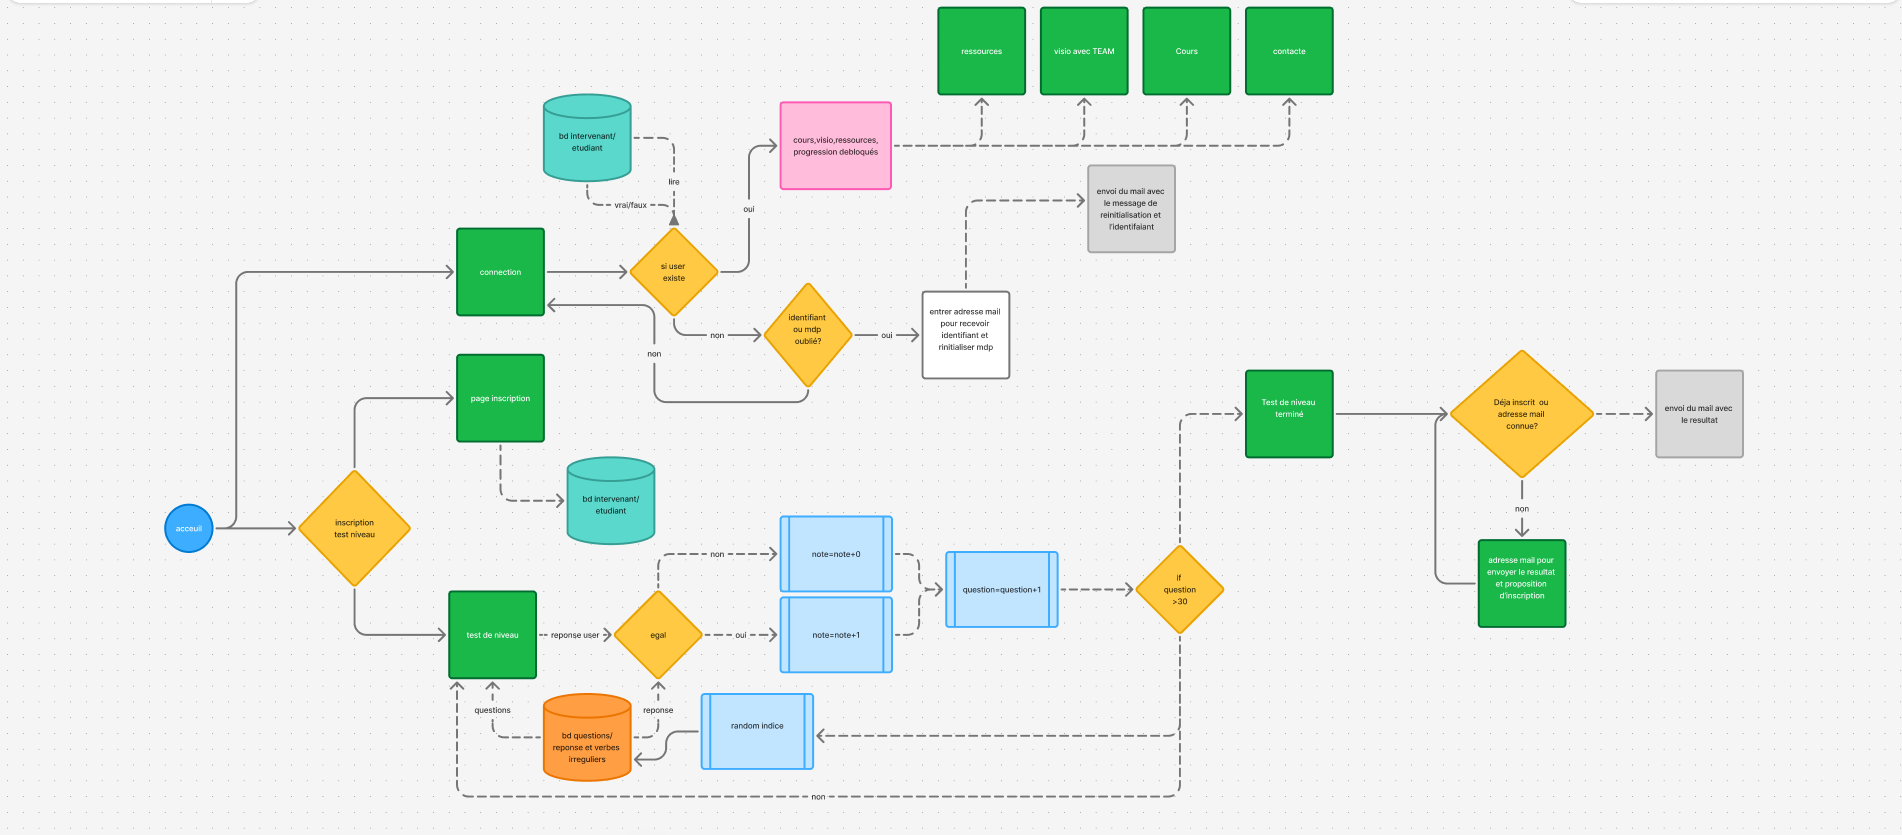 ressources
visio avec TEAM
Cours
contacte
bd intervenant/
etudiant
cours,visio,ressources,
progression debloqués
lire
vrai/faux
oui
envoi du mail avec
le message de
reinitialisation et
l'identifaiant
connection
si user
existe
identifiant
ou mdp
oublié?
non
oui
non
entrer adresse mail
pour recevoir
identifiant et
rinitialiser mdp
page inscription
Test de niveau
terminé
Déja inscrit ou
adresse mail
connue?
envoi du mail avec
le resultat
bd intervenant/
etudiant
acceuil
inscription
test niveau
non
note=note+0
non
question=question+1
if
question
>30
adresse mail pour
envoyer le resultat
et proposition
d'inscription
test de niveau
reponse user
egal
oui
note=note+1
questions
reponse
bd questions/
reponse et verbes
irreguliers
random indice
non